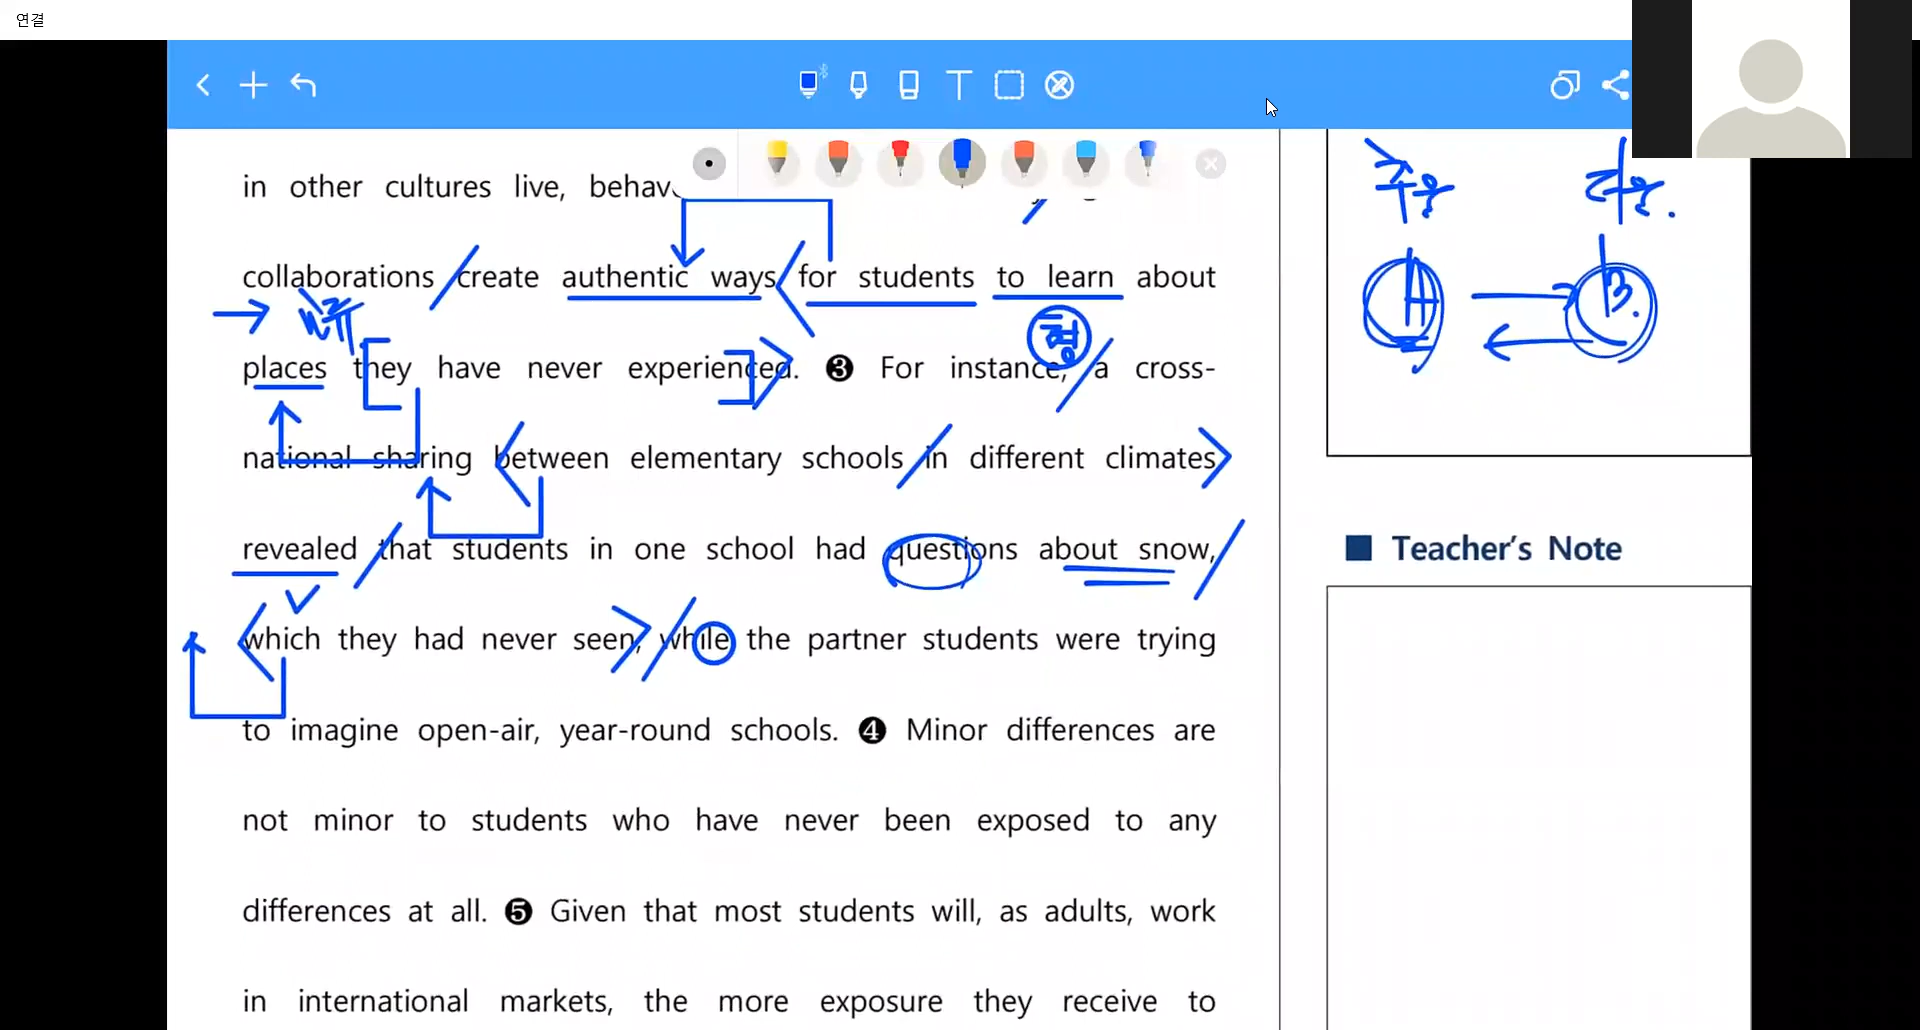 연결
in other cultures live, behav
collaborations create authentic ways for students to learn about
places they have never experienced. ❸ For instance, a cross-
national sharing between elementary schools in different climates
revealed that students in one school had questions about snow,
which they had never seen, while the partner students were trying
to imagine open-air, year-round schools. ❹ Minor differences are
not minor to students who have never been exposed to any
differences at all. ❺ Given that most students will, as adults, work
in international markets, the more exposure they receive to
A B.
Teacher's Note